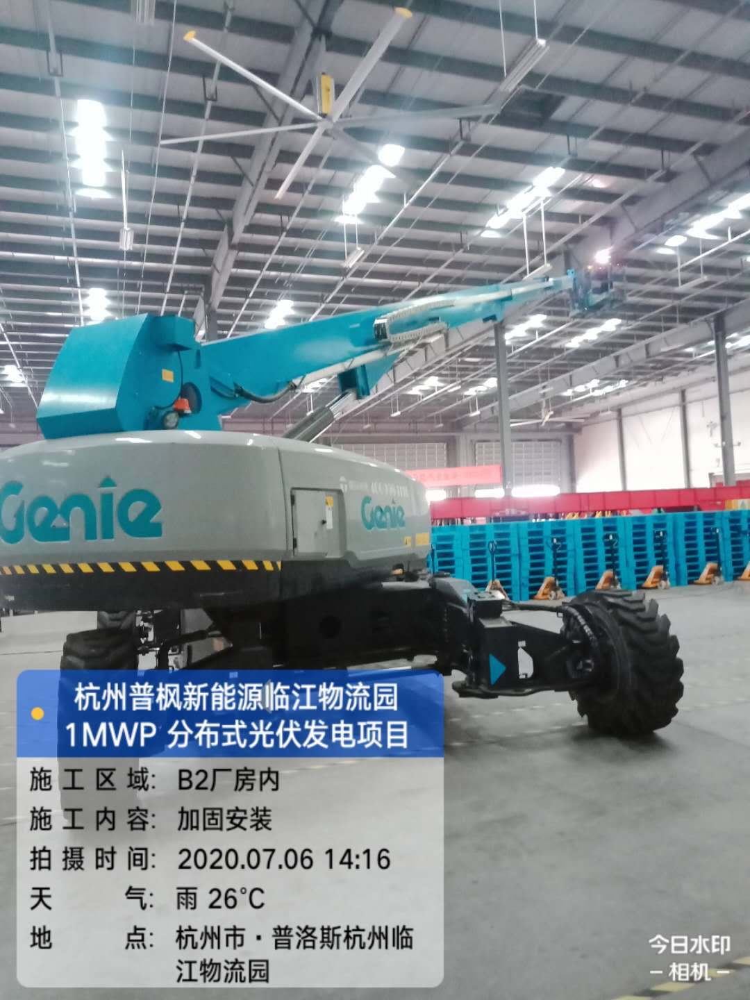 Genie
Genie
杭州普枫新能源临江物流园
1MWP 分布式光伏发电项目
施工区域: B2厂房内
施工内容: 加固安装
拍摄时间: 2020.07.06 14:16
天气: 雨 26°C
地点: 杭州市·普洛斯杭州临
江物流园
今日水印
-相机-